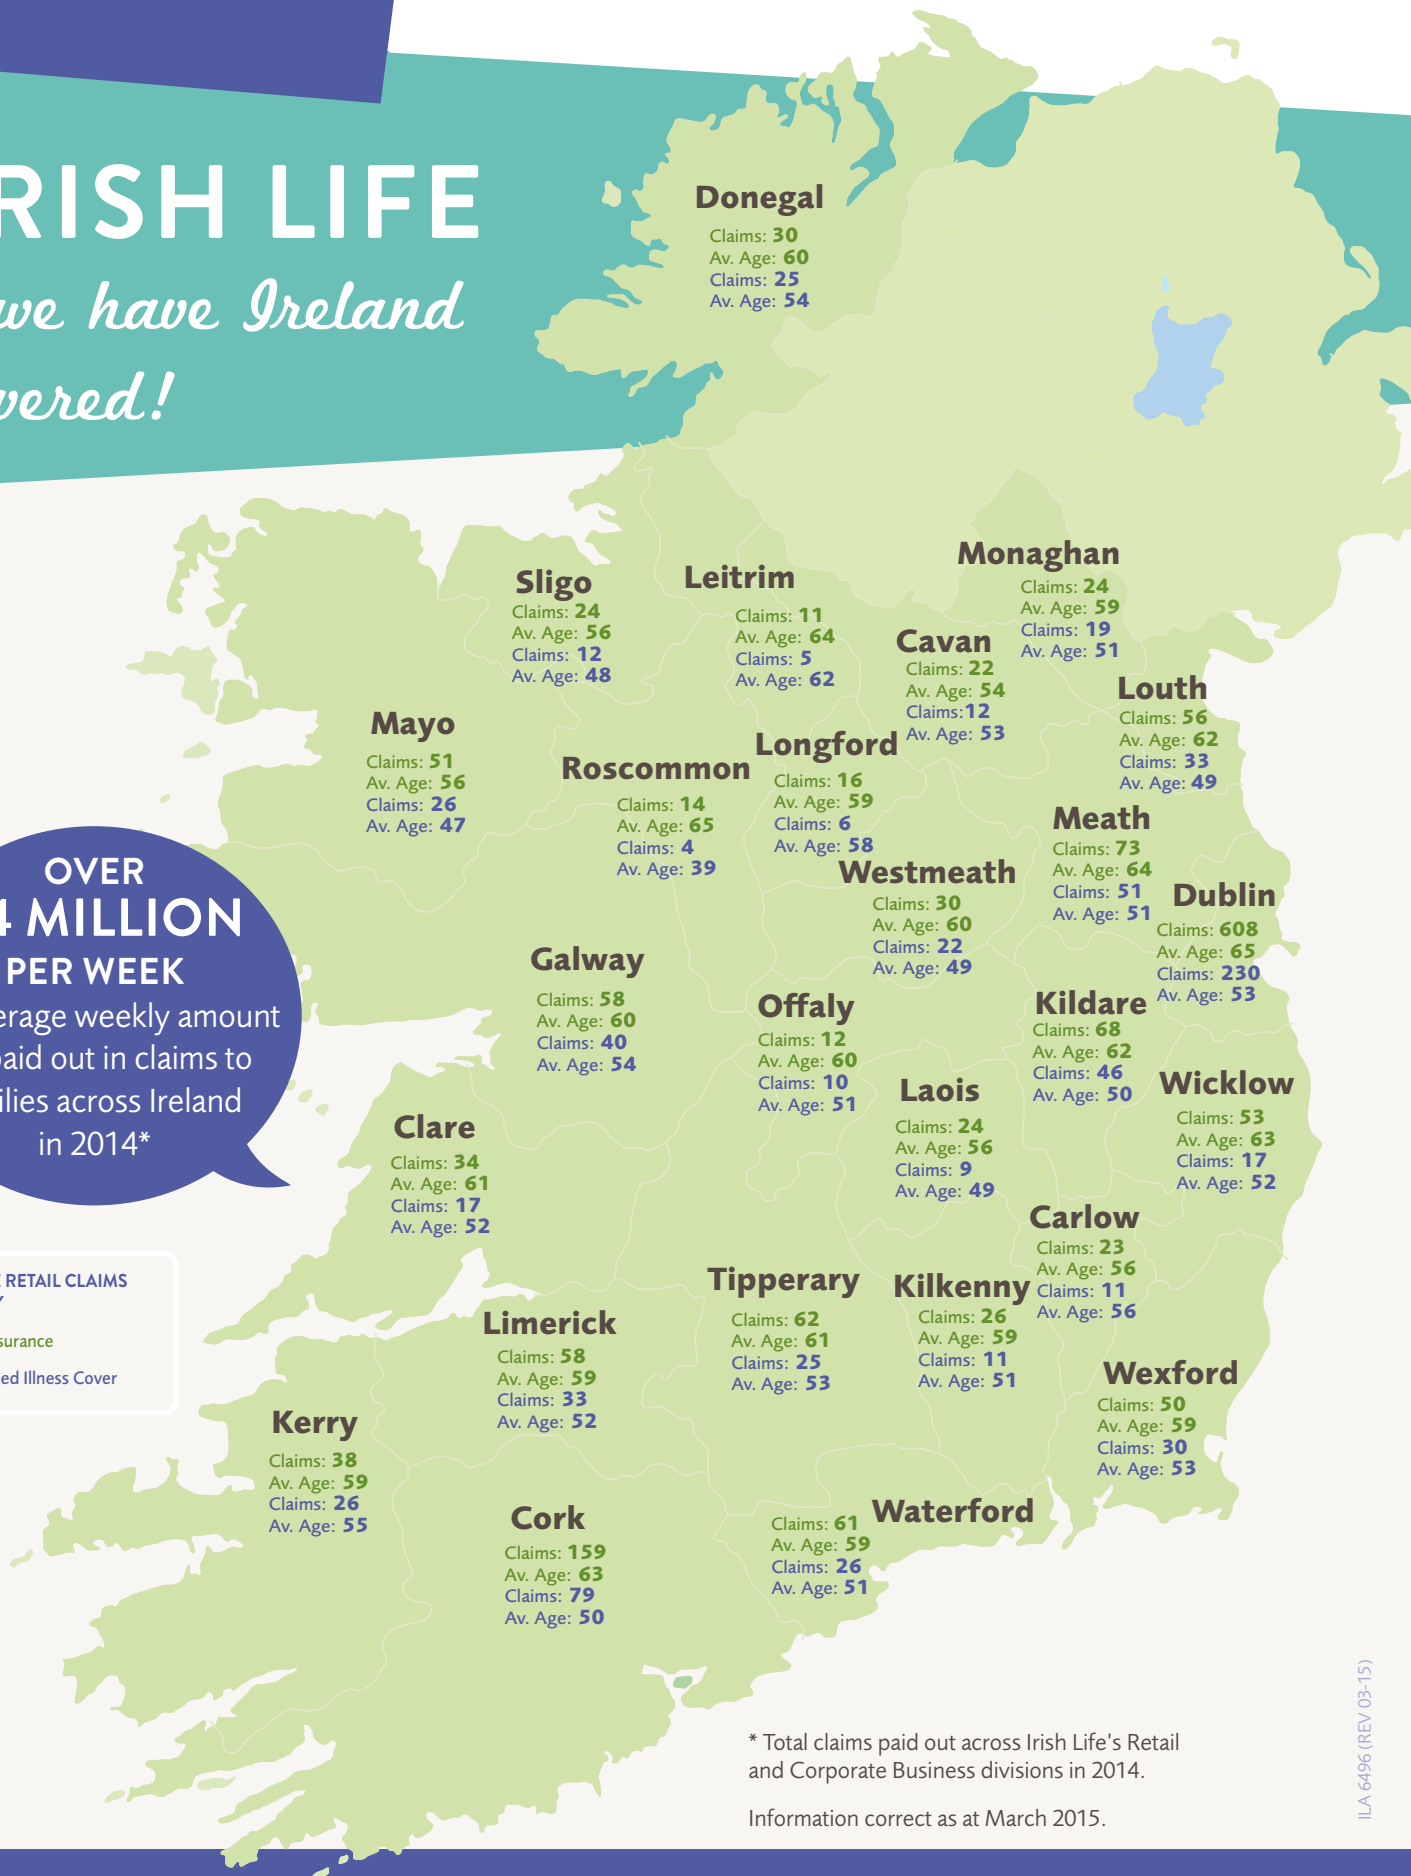 RISH LIFE
we have Ireland
vered!
Donegal
Claims: 30
Av. Age: 60
Claims: 25
Av. Age: 54
Monaghan
Claims: 24
Av. Age: 59
Claims: 19
Av. Age: 51
Sligo
Claims: 24
Av. Age: 56
Claims: 12
Av. Age: 48
Leitrim
Claims: 11
Av. Age: 64
Claims: 5
Av. Age: 62
Cavan
Claims: 22
Av. Age: 54
Claims:12
Av. Age: 53
Louth
Claims: 56
Av. Age: 62
Claims: 33
Av. Age: 49
Mayo
Claims: 51
Av. Age: 56
Claims: 26
Av. Age: 47
Roscommon
Claims: 14
Av. Age: 65
Claims: 4
Av. Age: 39
Longford
Claims: 16
Av. Age: 59
Claims: 6
Av. Age: 58
Meath
Claims: 73
Av. Age: 64
Claims: 51
Av. Age: 51
Westmeath
Claims: 30
Av. Age: 60
Claims: 22
Av. Age: 49
Dublin
Claims: 608
Av. Age: 65
Claims: 230
Av. Age: 53
OVER
4 MILLION
PER WEEK
erage weekly amount
paid out in claims to
ilies across Ireland
in 2014*
Galway
Claims: 58
Av. Age: 60
Claims: 40
Av. Age: 54
Offaly
Claims: 12
Av. Age: 60
Claims: 10
Av. Age: 51
Kildare
Claims: 68
Av. Age: 62
Claims: 46
Av. Age: 50
Laois
Claims: 24
Av. Age: 56
Claims: 9
Av. Age: 49
Wicklow
Claims: 53
Av. Age: 63
Claims: 17
Av. Age: 52
Clare
Claims: 34
Av. Age: 61
Claims: 17
Av. Age: 52
Carlow
Claims: 23
Av. Age: 56
Claims: 11
Av. Age: 56
E RETAIL CLAIMS
Y
surance
ed Illness Cover
Tipperary
Claims: 62
Av. Age: 61
Claims: 25
Av. Age: 53
Kilkenny
Claims: 26
Av. Age: 59
Claims: 11
Av. Age: 51
Limerick
Claims: 58
Av. Age: 59
Claims: 33
Av. Age: 52
Wexford
Claims: 50
Av. Age: 59
Claims: 30
Av. Age: 53
Kerry
Claims: 38
Av. Age: 59
Claims: 26
Av. Age: 55
Cork
Claims: 159
Av. Age: 63
Claims: 79
Av. Age: 50
Waterford
Claims: 61
Av. Age: 59
Claims: 26
Av. Age: 51
* Total claims paid out across Irish Life's Retail
and Corporate Business divisions in 2014.
Information correct as at March 2015.
ILA 6496 (REV 03-15)